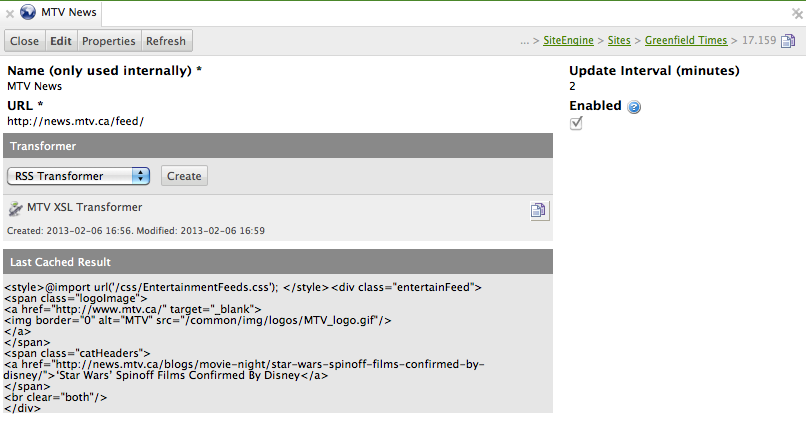 MTV News
Close Edit Properties Refresh
... > SiteEngine > Sites > Greenfield Times > 17.159
Name (only used internally) *
MTV News
URL *
http://news.mtv.ca/feed/
Update Interval (minutes)
2
Enabled ?
Transformer
RSS Transformer Create
MTV XSL Transformer
Created: 2013-02-06 16:56. Modified: 2013-02-06 16:59
Last Cached Result
<style>@import url('/css/EntertainmentFeeds.css'); </style><div class="entertainFeed">
<span class="logoImage">
<a href="http://www.mtv.ca/" target="_blank">
<img border="0" alt="MTV" src="/common/img/logos/MTV_logo.gif"/>
</a>
</span>
<span class="catHeaders">
<a href="http://news.mtv.ca/blogs/movie-night/star-wars-spinoff-films-confirmed-by-
disney/">‘Star Wars’ Spinoff Films Confirmed By Disney</a>
</span>
<br clear="both"/>
</div>